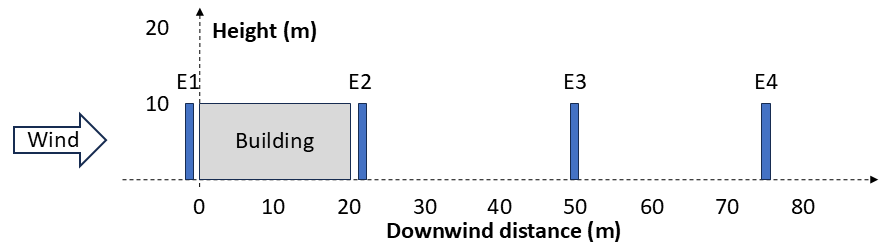 20
Height (m)
E1
E2
E3
E4
10
Wind
Building
0 10 20 30 40 50 60 70 80
Downwind distance (m)